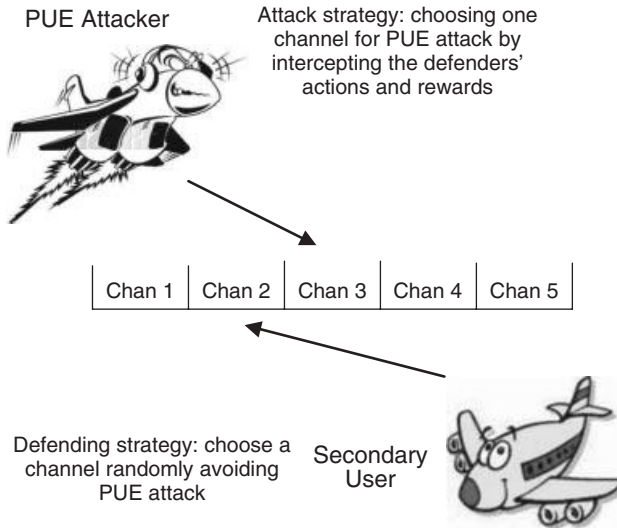 PUE Attacker
Attack strategy: choosing one
channel for PUE attack by
intercepting the defenders'
actions and rewards
Chan 1 Chan 2 Chan 3 Chan 4 Chan 5
Defending strategy: choose a
channel randomly avoiding
PUE attack
Secondary
User